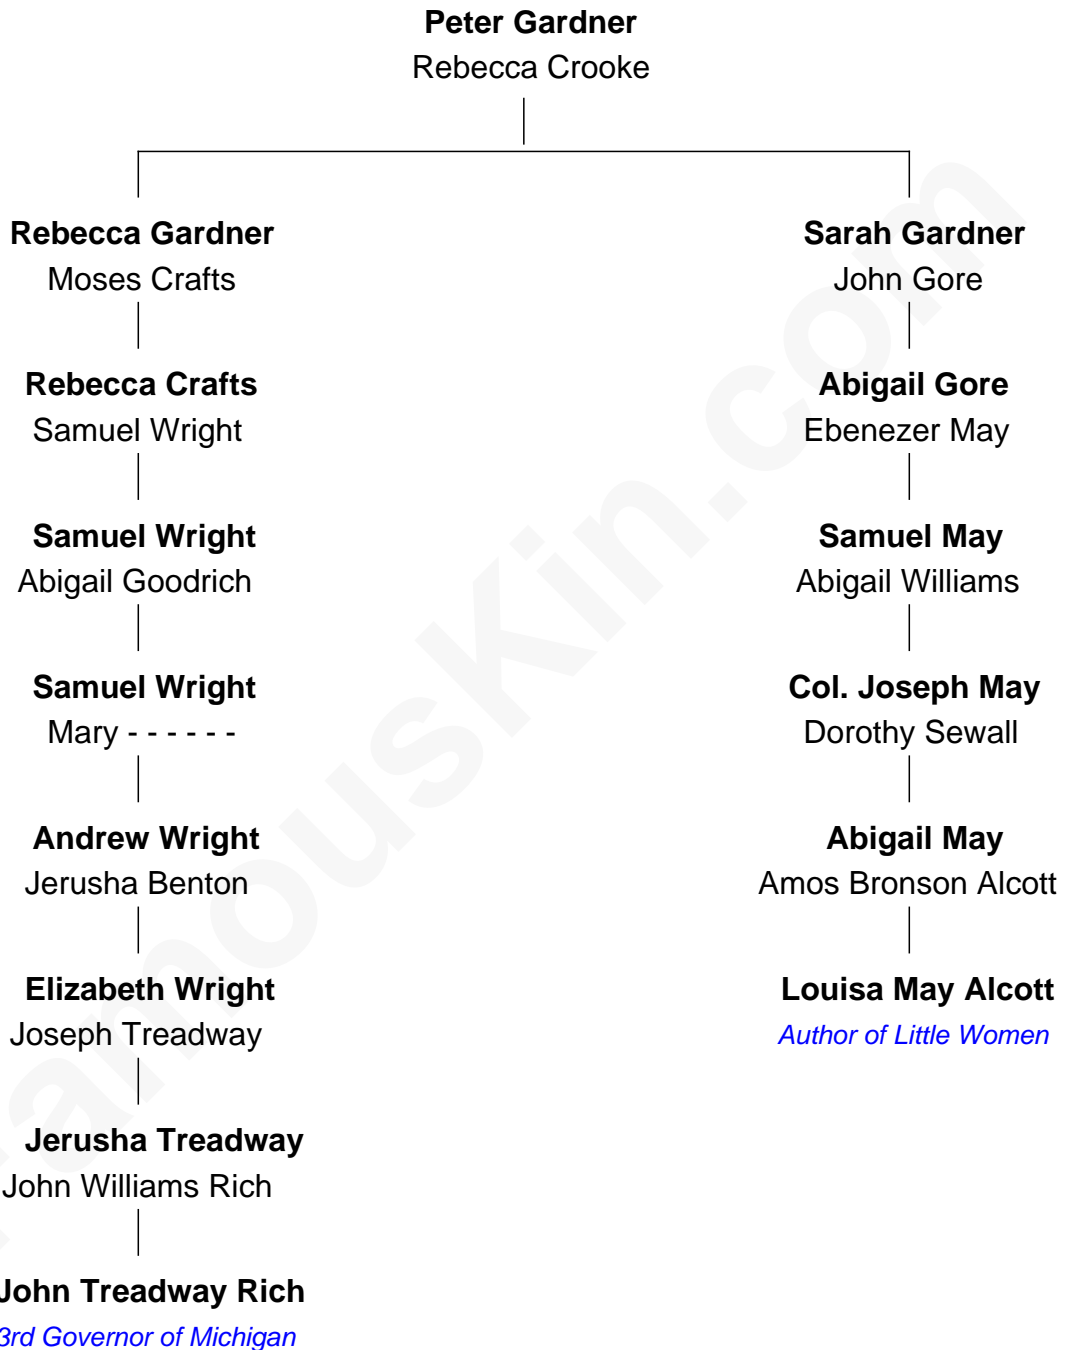 Peter Gardner
Rebecca Crooke
Rebecca Gardner
Moses Crafts
Sarah Gardner
John Gore
Rebecca Crafts
Samuel Wright
Abigail Gore
Ebenezer May
Samuel Wright
Abigail Goodrich
Samuel May
Abigail Williams
Samuel Wright
Mary - - - - - -
Col. Joseph May
Dorothy Sewall
Andrew Wright
Jerusha Benton
Abigail May
Amos Bronson Alcott
Elizabeth Wright
Joseph Treadway
Louisa May Alcott
Author of Little Women
Jerusha Treadway
John Williams Rich
John Treadway Rich
3rd Governor of Michigan
FamousKin.com